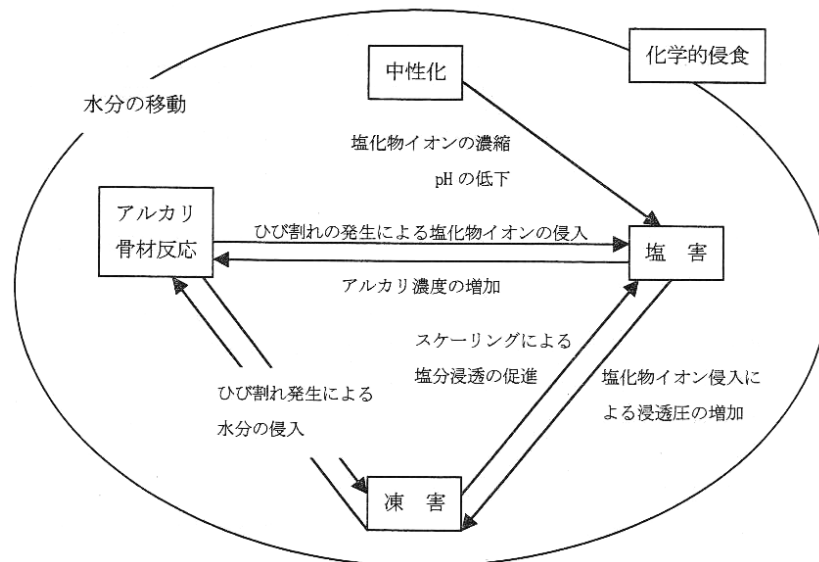 化学的侵食
中性化
水分の移動
塩化物イオンの濃縮
pHの低下
アルカリ
骨材反応
ひび割れの発生による塩化物イオンの侵入
塩　害
アルカリ濃度の増加
スケーリングによる
塩分浸透の促進
塩化物イオン侵入に
よる浸透圧の増加
ひび割れ発生による
水分の侵入
凍　害